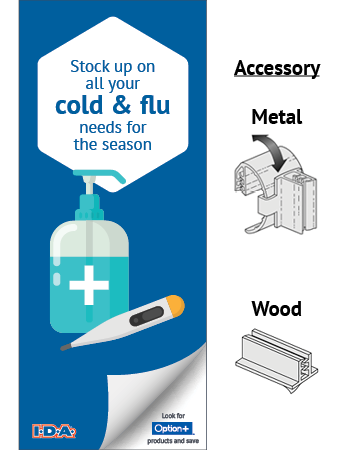 Stock up on
all your
cold & flu
needs for
the season
I.D.A.
Look for
Option+
products and save
Accessory
Metal
Wood